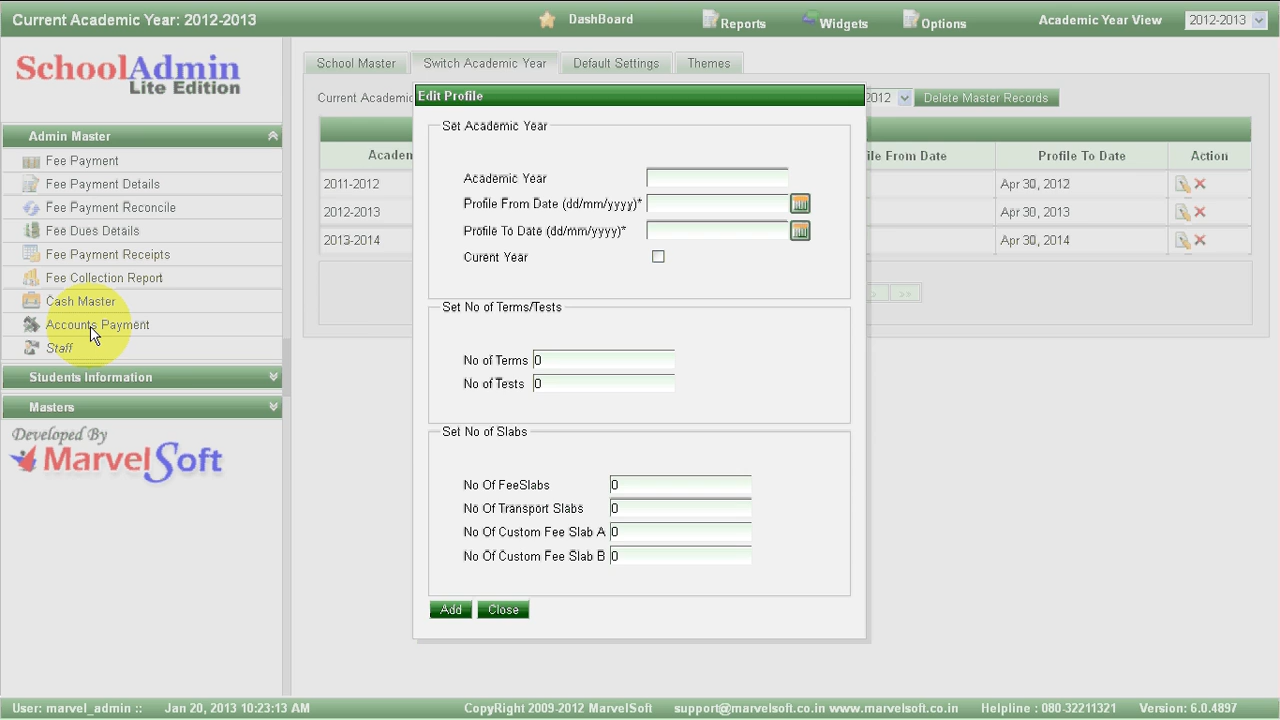 Current Academic Year: 2012-2013
DashBoard
Reports
Widgets
Options
Academic Year View
2012-2013
SchoolAdmin
Lite Edition
Admin Master
Fee Payment
Fee Payment Details
Fee Payment Reconcile
Fee Dues Details
Fee Payment Receipts
Fee Collection Report
Cash Master
Accounts Payment
Staff
Students Information
Masters
Developed By
MarvelSoft
School Master
Switch Academic Year
Default Settings
Themes
Current Academic
2012
Delete Master Records
Academ
ile From Date
Profile To Date
Action
2011-2012
Apr 30, 2012
2012-2013
Apr 30, 2013
2013-2014
Apr 30, 2014
>
>>
Edit Profile
Set Academic Year
Academic Year
Profile From Date (dd/mm/yyyy)*
Profile To Date (dd/mm/yyyy)*
Curent Year
Set No of Terms/Tests
No of Terms 0
No of Tests 0
Set No of Slabs
No Of FeeSlabs 0
No Of Transport Slabs 0
No Of Custom Fee Slab A 0
No Of Custom Fee Slab B 0
Add
Close
User: marvel_admin ::
Jan 20, 2013 10:23:13 AM
CopyRight 2009-2012 MarvelSoft
support@marvelsoft.co.in www.marvelsoft.co.in
Helpline : 080-32211321
Version: 6.0.4897